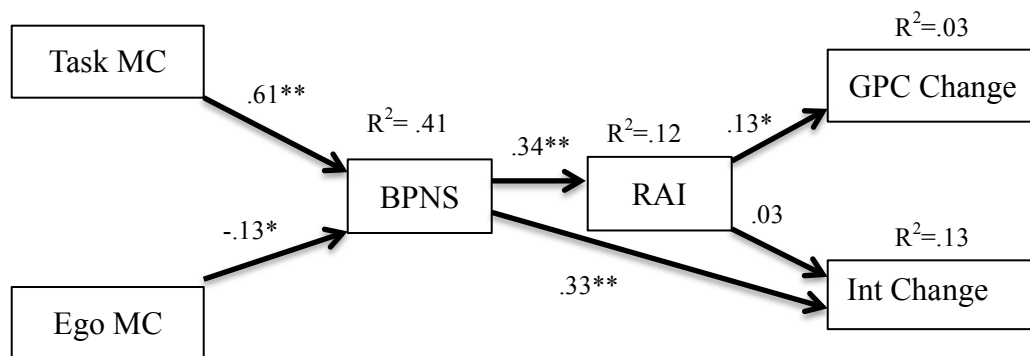 R²=.03
Task MC
GPC Change
.61**
R²= .41
.34**
R²=.12
.13*
BPNS
RAI
.03
-.13*
R²=.13
.33**
Int Change
Ego MC